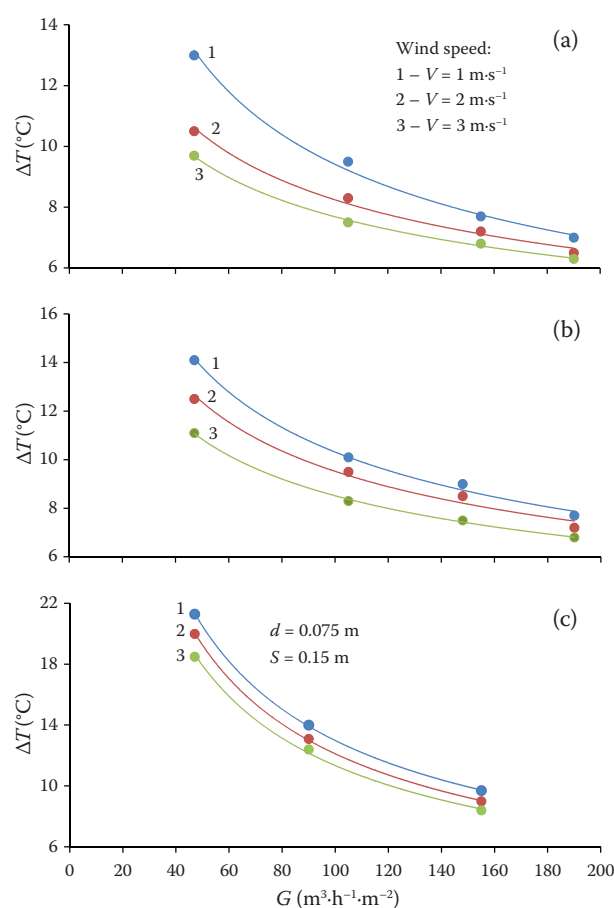 14
(a)
Wind speed:
1
1 – V = 1 m·s⁻¹
12
2 – V = 2 m·s⁻¹
3 – V = 3 m·s⁻¹
ΔT (°C)
10
2
3
8
6
16
(b)
14
1
12
2
ΔT (°C)
3
10
8
6
22
(c)
1
d = 0.075 m
2
S = 0.15 m
18
3
ΔT (°C)
14
10
6
0 20 40 60 80 100 120 140 160 180 200
G (m³·h⁻¹·m⁻²)